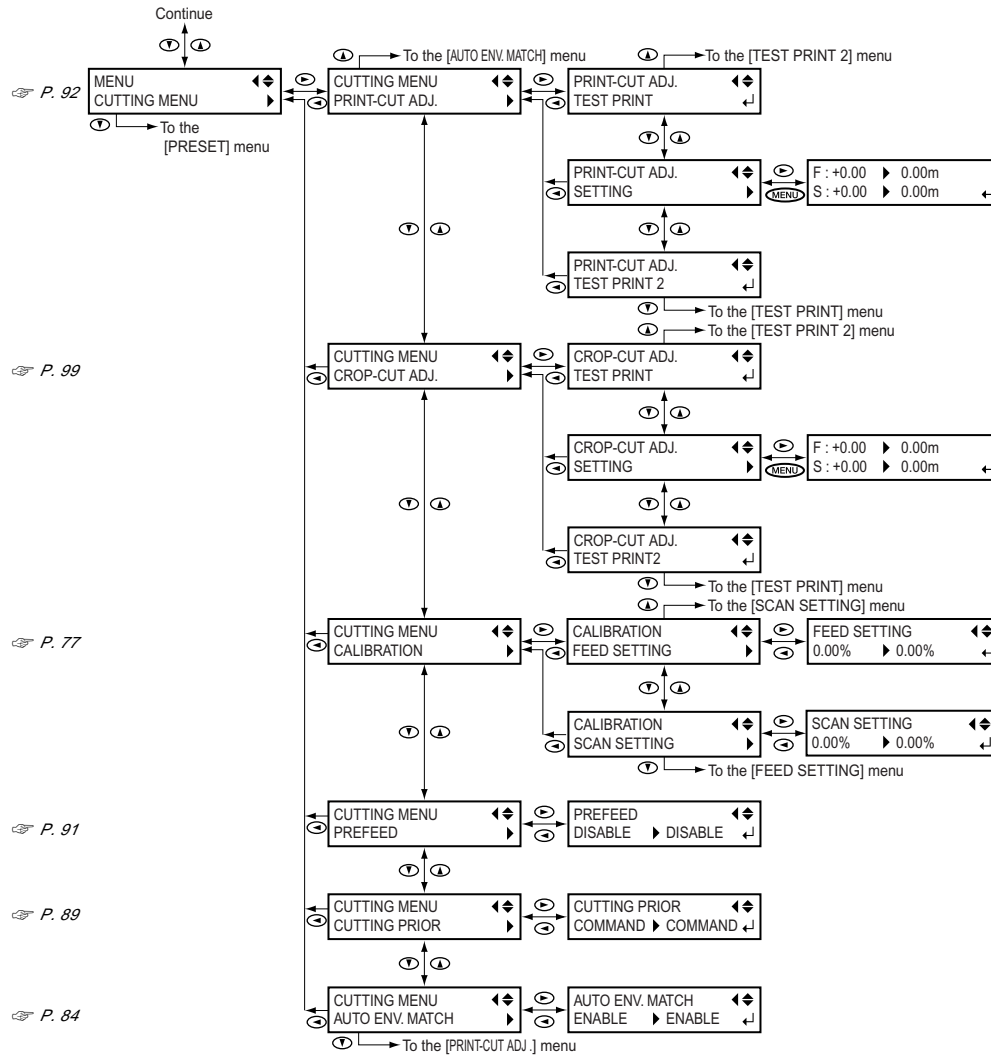 Continue
To the [AUTO ENV. MATCH] menu
To the [TEST PRINT 2] menu
P. 92
MENU
CUTTING MENU
To the
[PRESET] menu
CUTTING MENU
PRINT-CUT ADJ.
PRINT-CUT ADJ.
TEST PRINT
PRINT-CUT ADJ.
SETTING
MENU
F : +0.00 0.00m
S : +0.00 0.00m
PRINT-CUT ADJ.
TEST PRINT 2
To the [TEST PRINT] menu
To the [TEST PRINT 2] menu
P. 99
CUTTING MENU
CROP-CUT ADJ.
CROP-CUT ADJ.
TEST PRINT
CROP-CUT ADJ.
SETTING
MENU
F : +0.00 0.00m
S : +0.00 0.00m
CROP-CUT ADJ.
TEST PRINT2
To the [TEST PRINT] menu
To the [SCAN SETTING] menu
P. 77
CUTTING MENU
CALIBRATION
CALIBRATION
FEED SETTING
FEED SETTING
0.00% 0.00%
CALIBRATION
SCAN SETTING
SCAN SETTING
0.00% 0.00%
To the [FEED SETTING] menu
P. 91
CUTTING MENU
PREFEED
PREFEED
DISABLE DISABLE
P. 89
CUTTING MENU
CUTTING PRIOR
CUTTING PRIOR
COMMAND COMMAND
P. 84
CUTTING MENU
AUTO ENV. MATCH
AUTO ENV. MATCH
ENABLE ENABLE
To the [PRINT-CUT ADJ .] menu